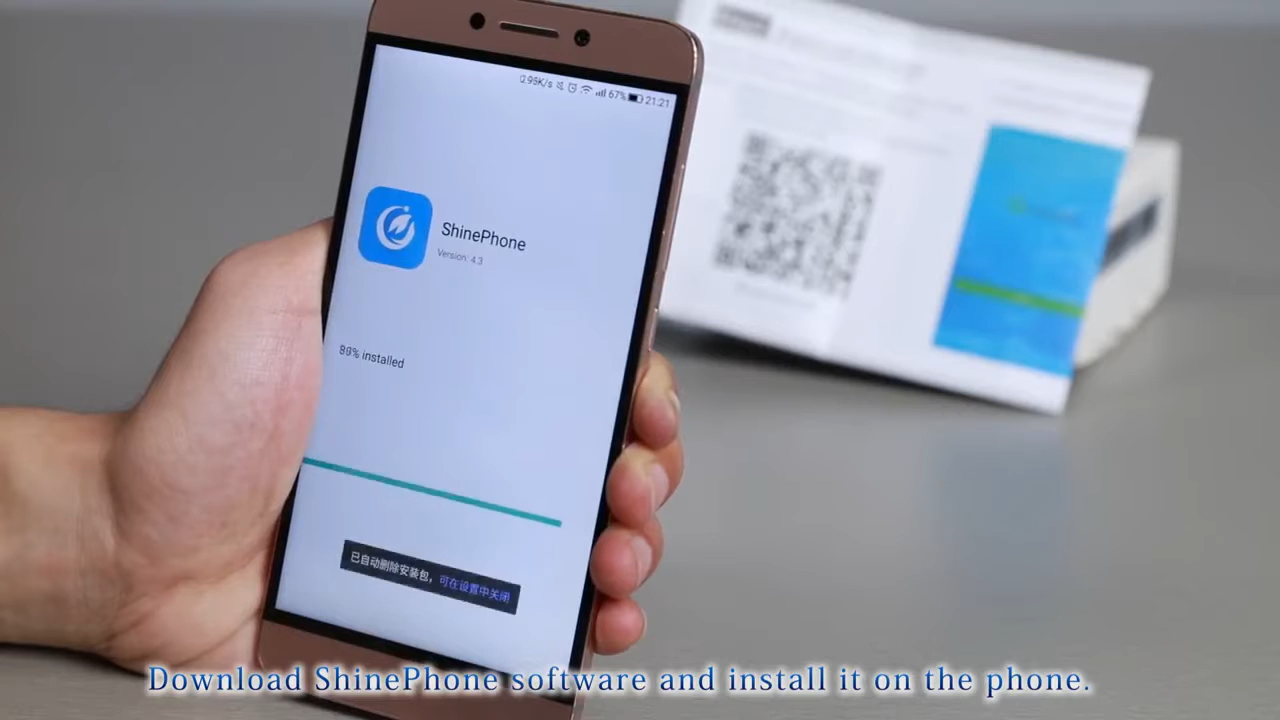 0.95K/s 67% 21:21
ShinePhone
Version: 4.3
89% installed
已自动删除安装包，可在设置中关闭
Download ShinePhone software and install it on the phone.